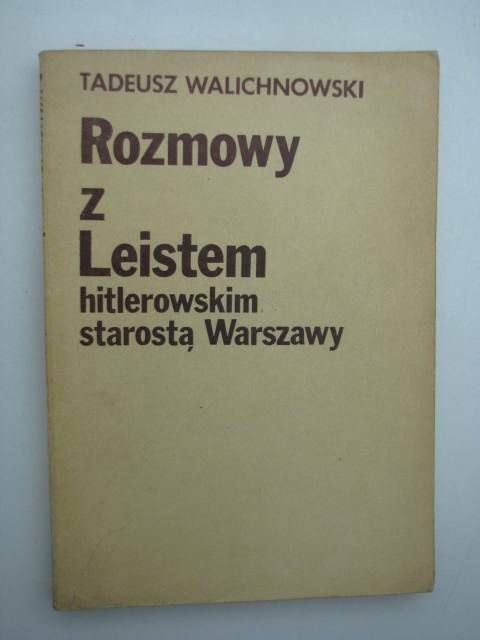 TADEUSZ WALICHNOWSKI
Rozmowy
z
Leistem
hitlerowskim
starostą Warszawy